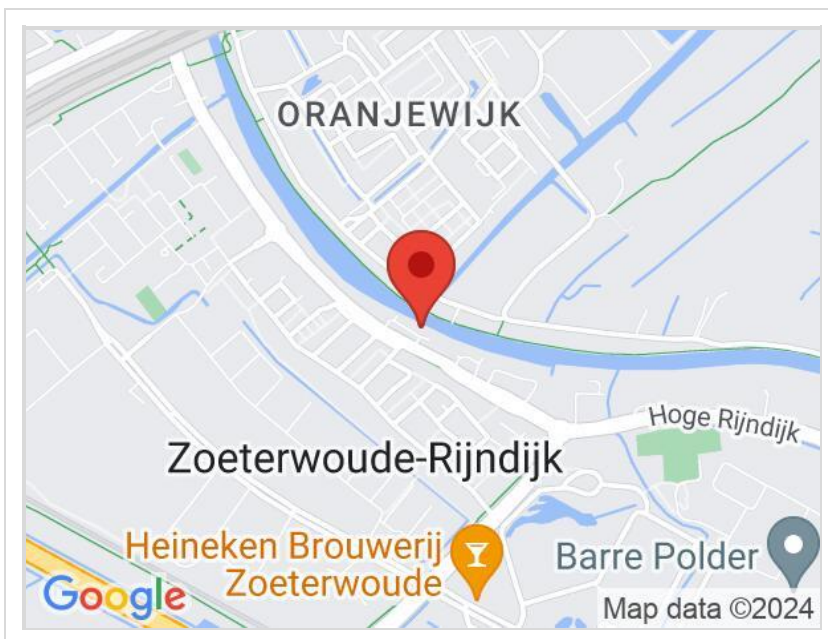 ORANJEWIJK
Hoge Rijndijk
Zoeterwoude-Rijndijk
Heineken Brouwerij
Zoeterwoude
Barre Polder
Google
Map data ©2024